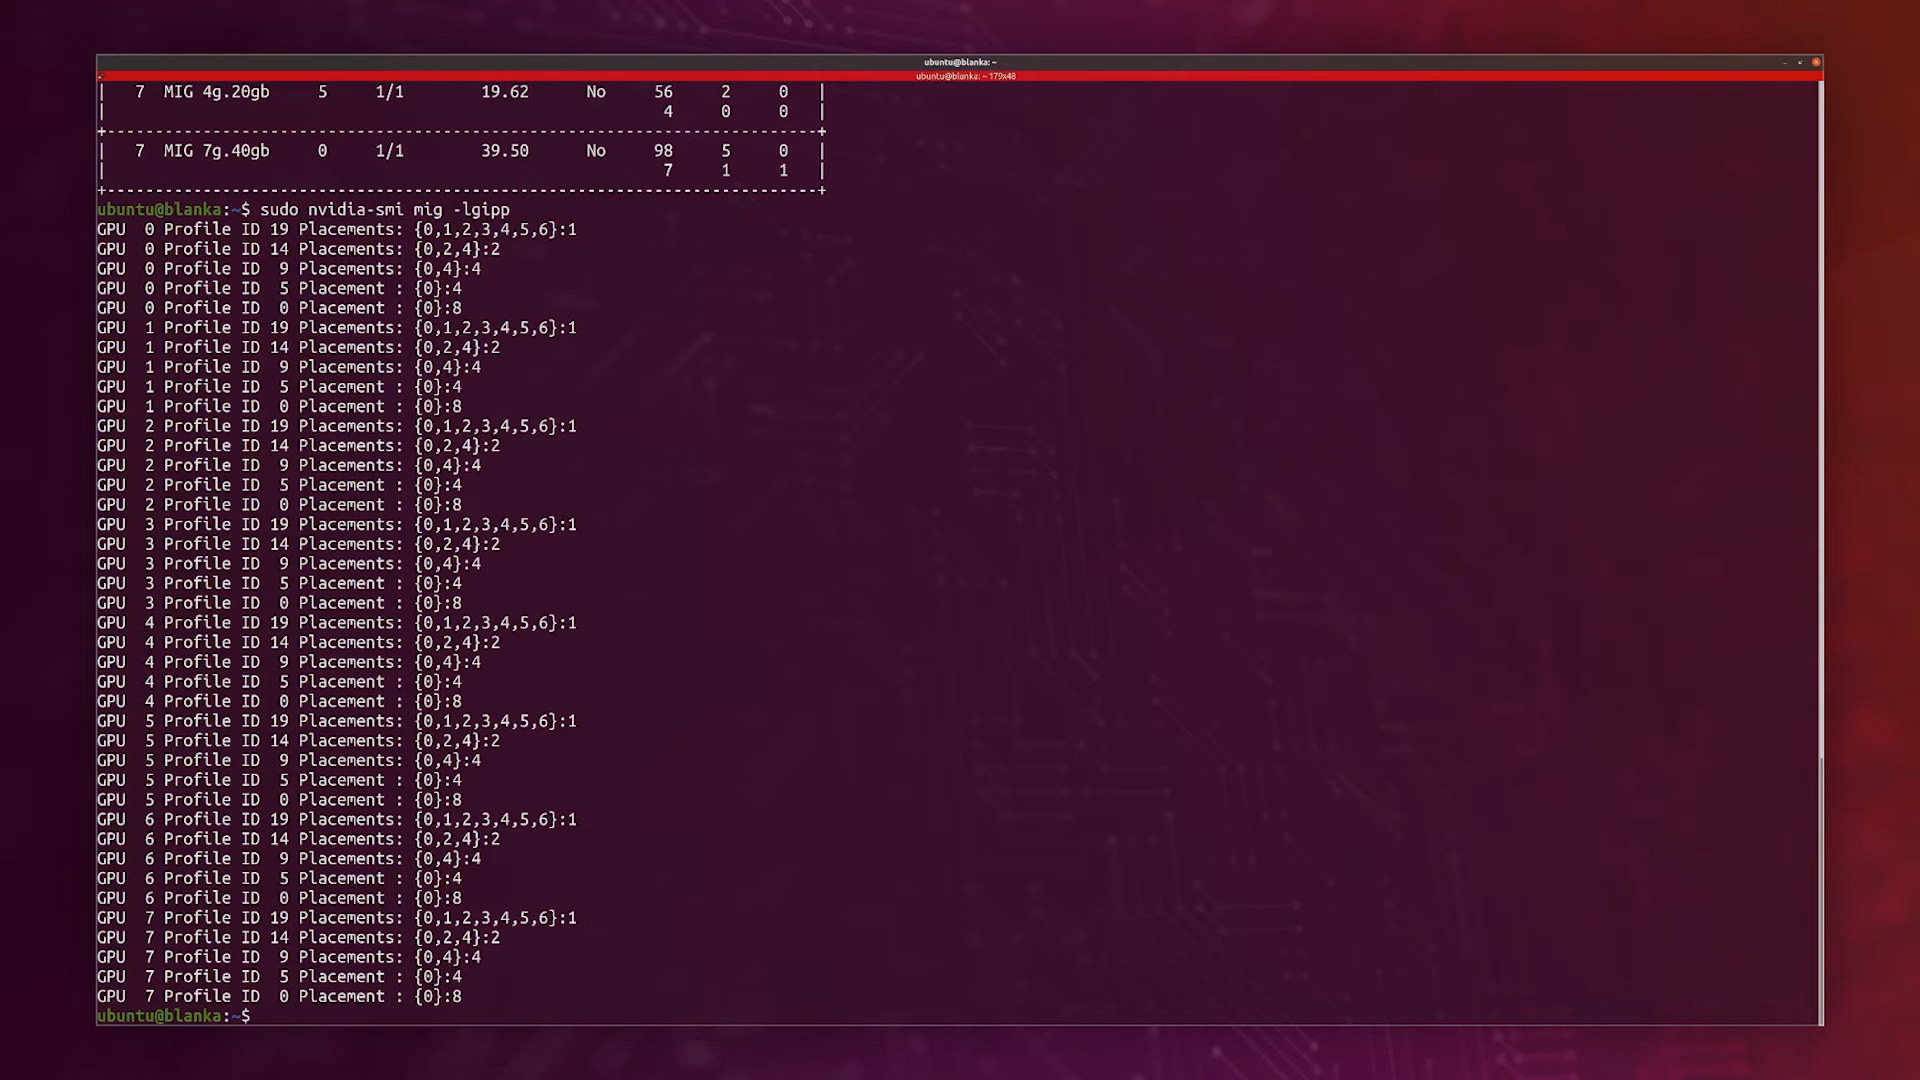 ubuntu@blanka: ~
ubuntu@blanka: ~ 179x48
|   7  MIG 4g.20gb     5     1/1        19.62      No     56     2     0   |
|                                                          4     0     0   |
+--------------------------------------------------------------------------+
|   7  MIG 7g.40gb     0     1/1        39.50      No     98     5     0   |
|                                                          7     1     1   |
+--------------------------------------------------------------------------+
ubuntu@blanka:~$ sudo nvidia-smi mig -lgipp
GPU  0 Profile ID 19 Placements: {0,1,2,3,4,5,6}:1
GPU  0 Profile ID 14 Placements: {0,2,4}:2
GPU  0 Profile ID  9 Placements: {0,4}:4
GPU  0 Profile ID  5 Placement : {0}:4
GPU  0 Profile ID  0 Placement : {0}:8
GPU  1 Profile ID 19 Placements: {0,1,2,3,4,5,6}:1
GPU  1 Profile ID 14 Placements: {0,2,4}:2
GPU  1 Profile ID  9 Placements: {0,4}:4
GPU  1 Profile ID  5 Placement : {0}:4
GPU  1 Profile ID  0 Placement : {0}:8
GPU  2 Profile ID 19 Placements: {0,1,2,3,4,5,6}:1
GPU  2 Profile ID 14 Placements: {0,2,4}:2
GPU  2 Profile ID  9 Placements: {0,4}:4
GPU  2 Profile ID  5 Placement : {0}:4
GPU  2 Profile ID  0 Placement : {0}:8
GPU  3 Profile ID 19 Placements: {0,1,2,3,4,5,6}:1
GPU  3 Profile ID 14 Placements: {0,2,4}:2
GPU  3 Profile ID  9 Placements: {0,4}:4
GPU  3 Profile ID  5 Placement : {0}:4
GPU  3 Profile ID  0 Placement : {0}:8
GPU  4 Profile ID 19 Placements: {0,1,2,3,4,5,6}:1
GPU  4 Profile ID 14 Placements: {0,2,4}:2
GPU  4 Profile ID  9 Placements: {0,4}:4
GPU  4 Profile ID  5 Placement : {0}:4
GPU  4 Profile ID  0 Placement : {0}:8
GPU  5 Profile ID 19 Placements: {0,1,2,3,4,5,6}:1
GPU  5 Profile ID 14 Placements: {0,2,4}:2
GPU  5 Profile ID  9 Placements: {0,4}:4
GPU  5 Profile ID  5 Placement : {0}:4
GPU  5 Profile ID  0 Placement : {0}:8
GPU  6 Profile ID 19 Placements: {0,1,2,3,4,5,6}:1
GPU  6 Profile ID 14 Placements: {0,2,4}:2
GPU  6 Profile ID  9 Placements: {0,4}:4
GPU  6 Profile ID  5 Placement : {0}:4
GPU  6 Profile ID  0 Placement : {0}:8
GPU  7 Profile ID 19 Placements: {0,1,2,3,4,5,6}:1
GPU  7 Profile ID 14 Placements: {0,2,4}:2
GPU  7 Profile ID  9 Placements: {0,4}:4
GPU  7 Profile ID  5 Placement : {0}:4
GPU  7 Profile ID  0 Placement : {0}:8
ubuntu@blanka:~$